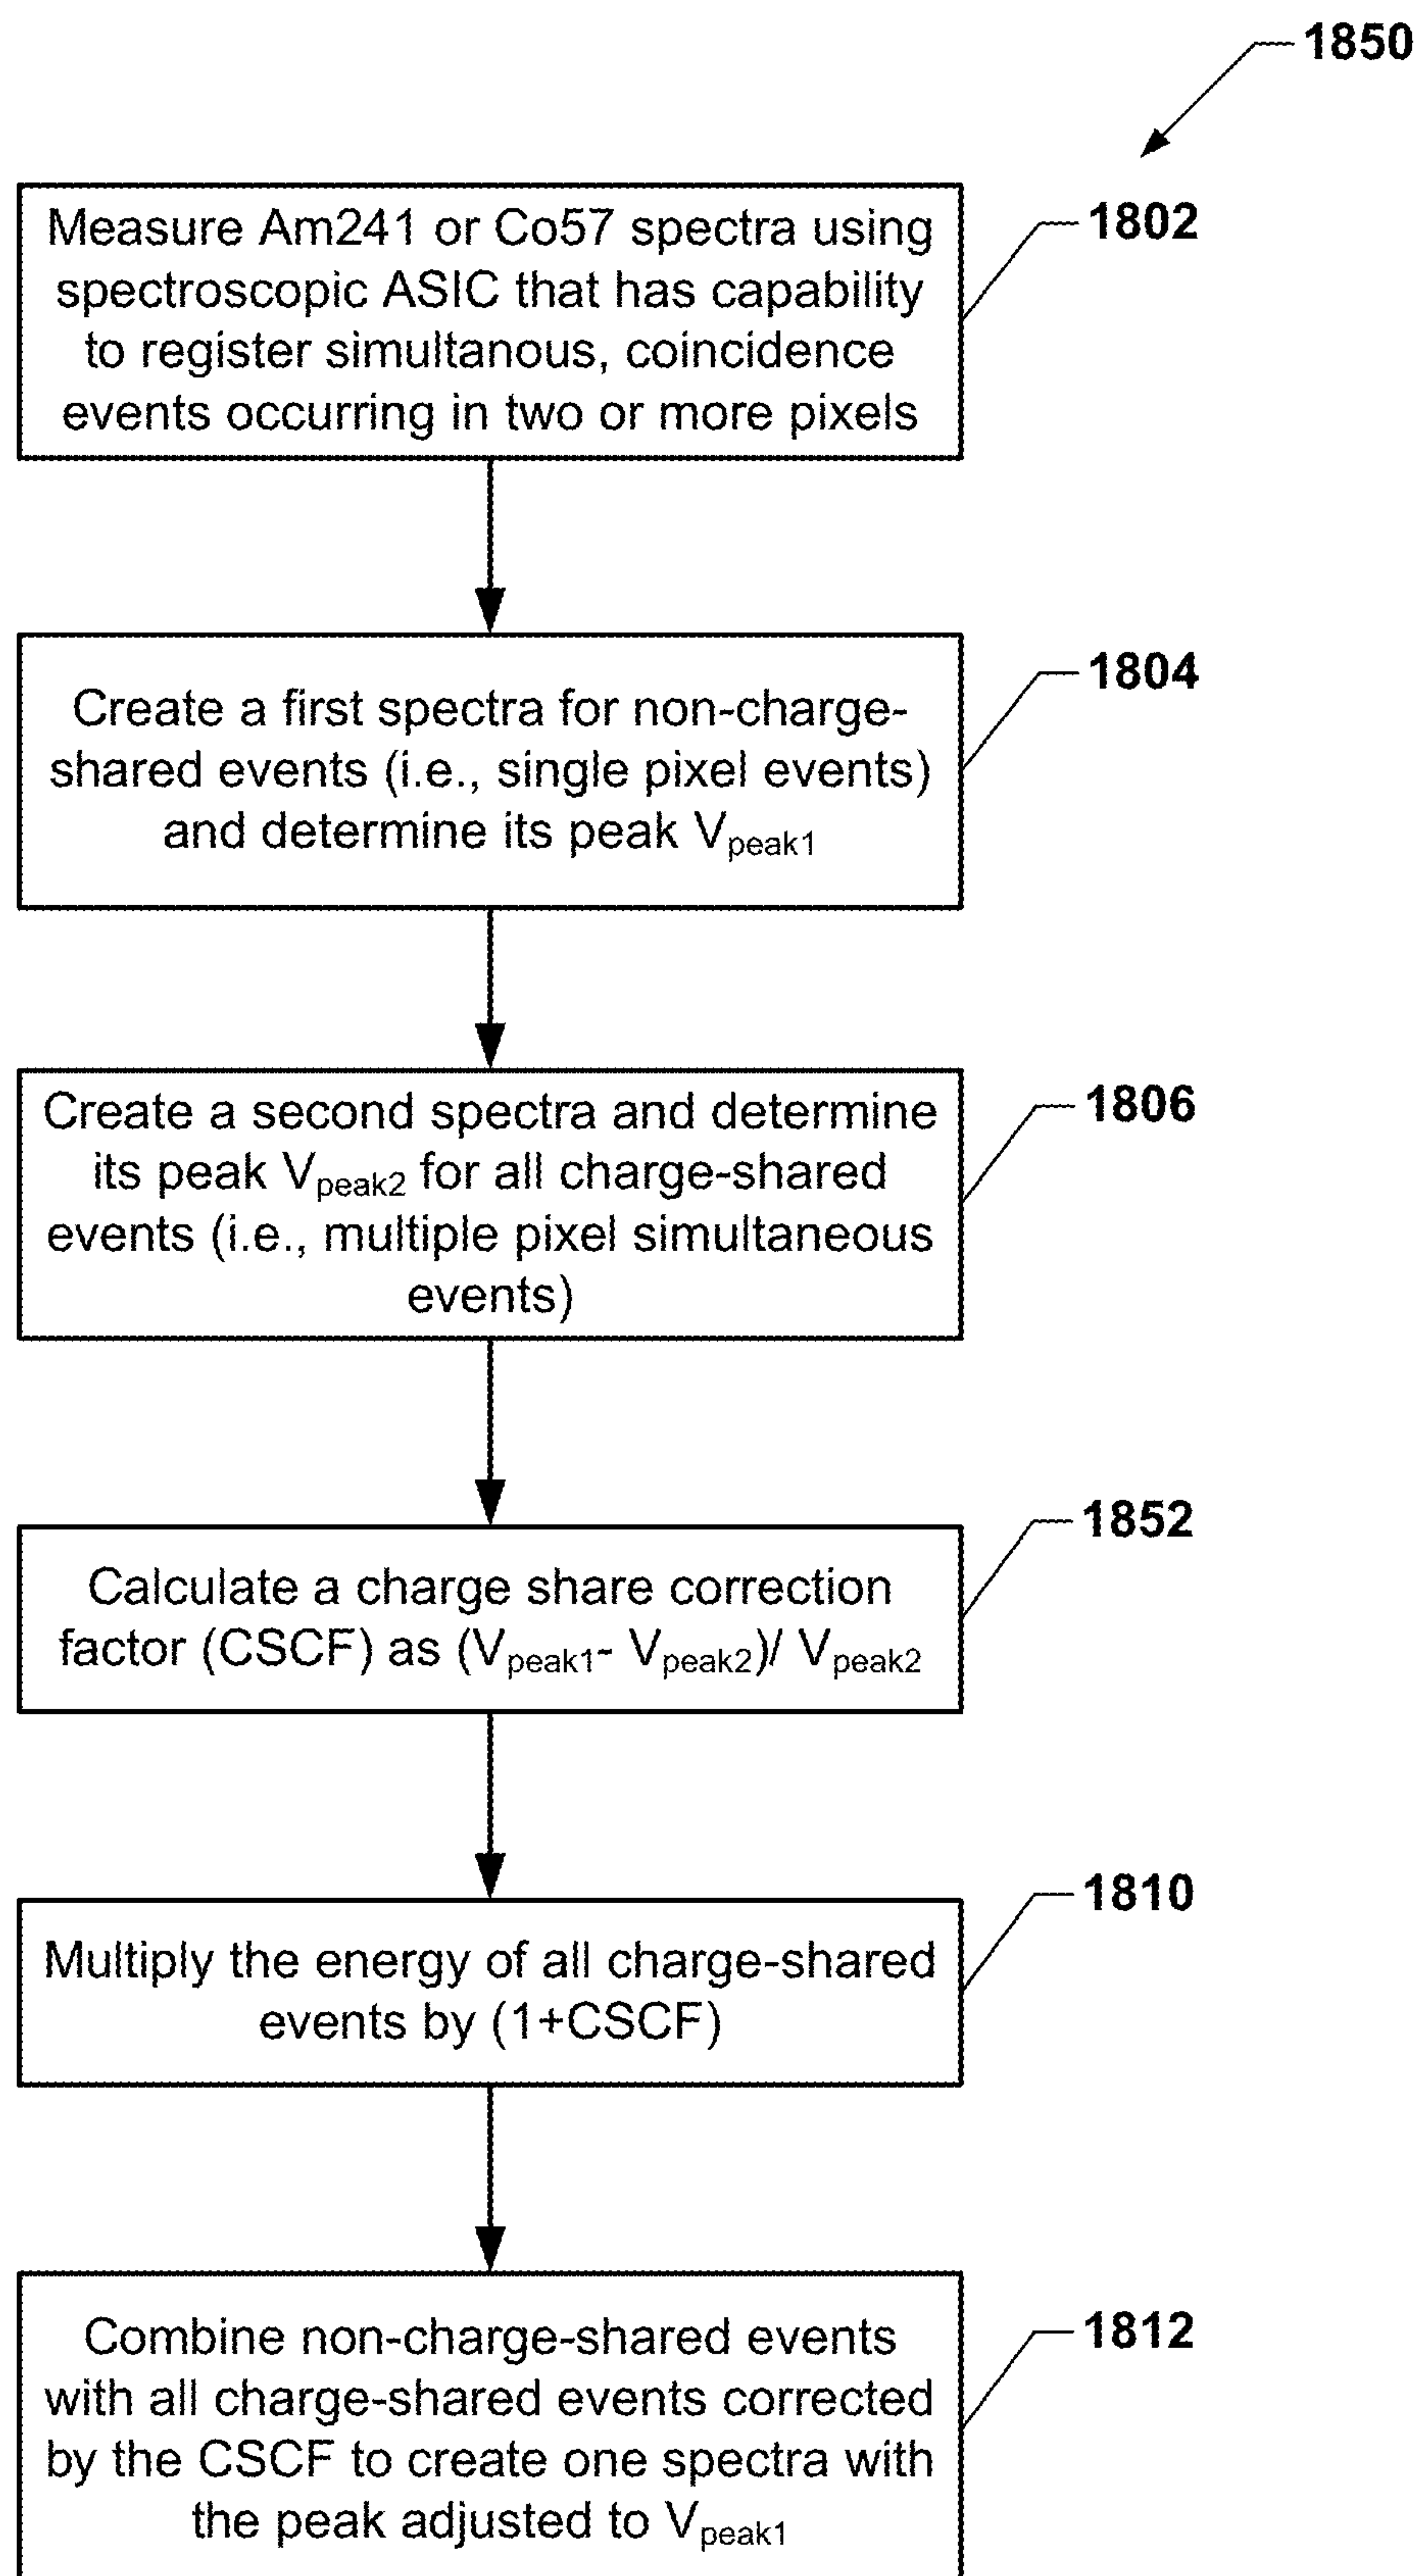 1850
Measure Am241 or Co57 spectra using
spectroscopic ASIC that has capability
to register simultanous, coincidence
events occurring in two or more pixels
1802
Create a first spectra for non-charge-
shared events (i.e., single pixel events)
and determine its peak Vpeak1
1804
Create a second spectra and determine
its peak Vpeak2 for all charge-shared
events (i.e., multiple pixel simultaneous
events)
1806
Calculate a charge share correction
factor (CSCF) as (Vpeak1- Vpeak2)/ Vpeak2
1852
Multiply the energy of all charge-shared
events by (1+CSCF)
1810
Combine non-charge-shared events
with all charge-shared events corrected
by the CSCF to create one spectra with
the peak adjusted to Vpeak1
1812